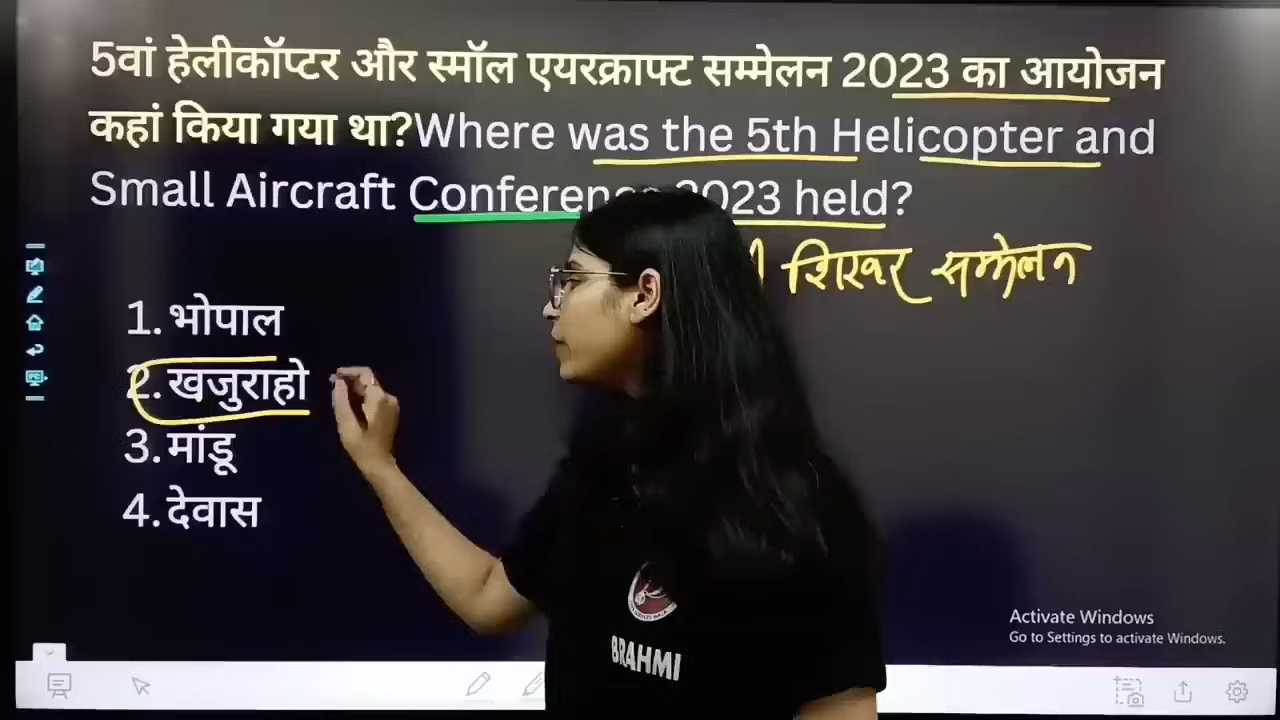 5वां हेलीकॉप्टर और स्मॉल एयरक्राफ्ट सम्मेलन 2023 का आयोजन
कहां किया गया था?Where was the 5th Helicopter and
Small Aircraft Conferen 2023 held?
शिखर सम्मेलन
1. भोपाल
2. खजुराहो
3. मांडू
4. देवास
BRAHMI
Activate Windows
Go to Settings to activate Windows.